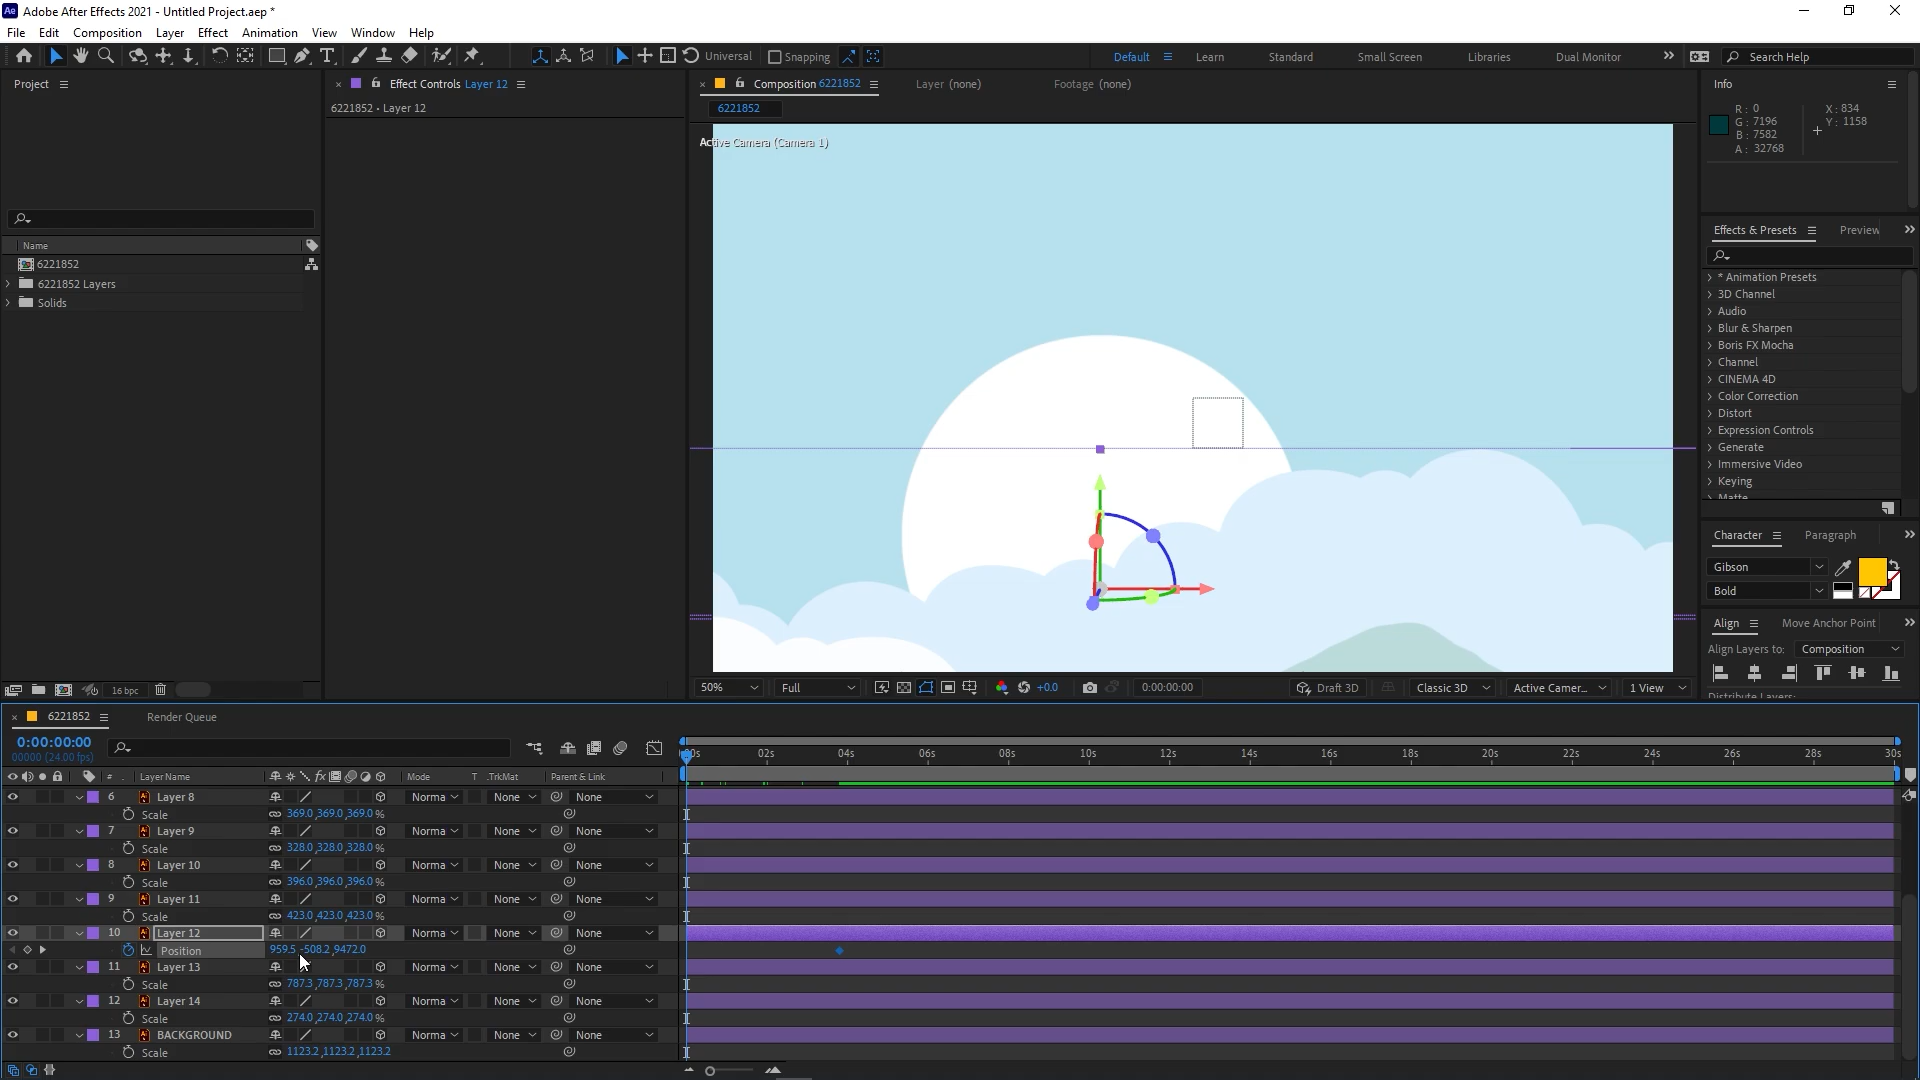 Adobe After Effects 2021 - Untitled Project.aep *
File Edit Composition Layer Effect Animation View Window Help
Universal Snapping Default Learn Standard Small Screen Libraries Dual Monitor Search Help
Project
Name
6221852
6221852 Layers
Solids
16 bpc
Effect Controls Layer 12
6221852 • Layer 12
Composition 6221852 Layer (none) Footage (none)
6221852
Active Camera (Camera 1)
50% Full +0.0 0:00:00:00 Draft 3D Classic 3D Active Camer... 1 View
Info
R: 0
G: 7196
B: 7582
A: 32768
X: 834
Y: 1158
Effects & Presets Preview
* Animation Presets
3D Channel
Audio
Blur & Sharpen
Boris FX Mocha
Channel
CINEMA 4D
Color Correction
Distort
Expression Controls
Generate
Immersive Video
Keying
Matte
Character Paragraph
Gibson
Bold
Align Move Anchor Point
Align Layers to: Composition
Distribute Layers:
6221852 Render Queue
0:00:00:00
00000 (24.00 fps)
# Layer Name Mode T .TrkMat Parent & Link
02s 04s 06s 08s 10s 12s 14s 16s 18s 20s 22s 24s 26s 28s 30s
6 Layer 8 Norma None None
Scale 369.0,369.0,369.0 %
7 Layer 9 Norma None None
Scale 328.0,328.0,328.0 %
8 Layer 10 Norma None None
Scale 396.0,396.0,396.0 %
9 Layer 11 Norma None None
Scale 423.0,423.0,423.0 %
10 Layer 12 Norma None None
Position 959.5,-508.2,9472.0
11 Layer 13 Norma None None
Scale 787.3,787.3,787.3 %
12 Layer 14 Norma None None
Scale 274.0,274.0,274.0 %
13 BACKGROUND Norma None None
Scale 1123.2,1123.2,1123.2